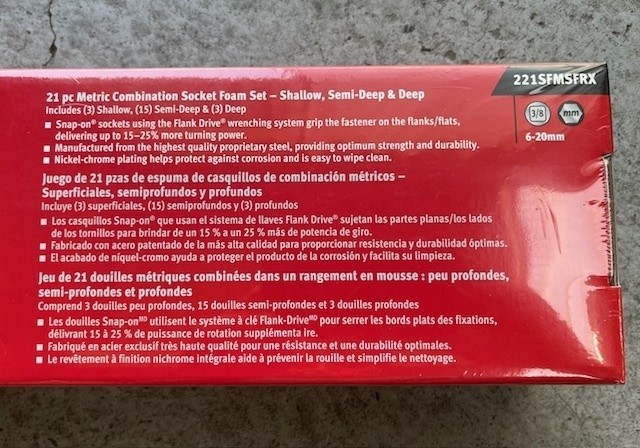 221SFMSFRX
3/8 mm
6-20mm
21 pc Metric Combination Socket Foam Set – Shallow, Semi-Deep & Deep
Includes (3) Shallow, (15) Semi-Deep & (3) Deep
■ Snap-on® sockets using the Flank Drive® wrenching system grip the fastener on the flanks/flats,
delivering up to 15–25% more turning power.
■ Manufactured from the highest quality proprietary steel, providing optimum strength and durability.
■ Nickel-chrome plating helps protect against corrosion and is easy to wipe clean.
Juego de 21 pzas de espuma de casquillos de combinación métricos –
Superficiales, semiprofundos y profundos
Incluye (3) superficiales, (15) semiprofundos y (3) profundos
■ Los casquillos Snap-on® que usan el sistema de llaves Flank Drive® sujetan las partes planas/los lados
de los tornillos para brindar de un 15 % a un 25 % más de potencia de giro.
■ Fabricado con acero patentado de la más alta calidad para proporcionar resistencia y durabilidad óptimas.
■ El acabado de níquel-cromo ayuda a proteger el producto de la corrosión y facilita su limpieza.
Jeu de 21 douilles métriques combinées dans un rangement en mousse : peu profondes,
semi-profondes et profondes
Comprend 3 douilles peu profondes, 15 douilles semi-profondes et 3 douilles profondes
■ Les douilles Snap-onᴹᴰ utilisent le système à clé Flank-Driveᴹᴰ pour serrer les bords plats des fixations,
délivrant 15 à 25 % de puissance de rotation supplémenta ire.
■ Fabriqué en acier exclusif très haute qualité pour une résistance et une durabilité optimales.
■ Le revêtement à finition nichrome intégrale aide à prévenir la rouille et simplifie le nettoyage.